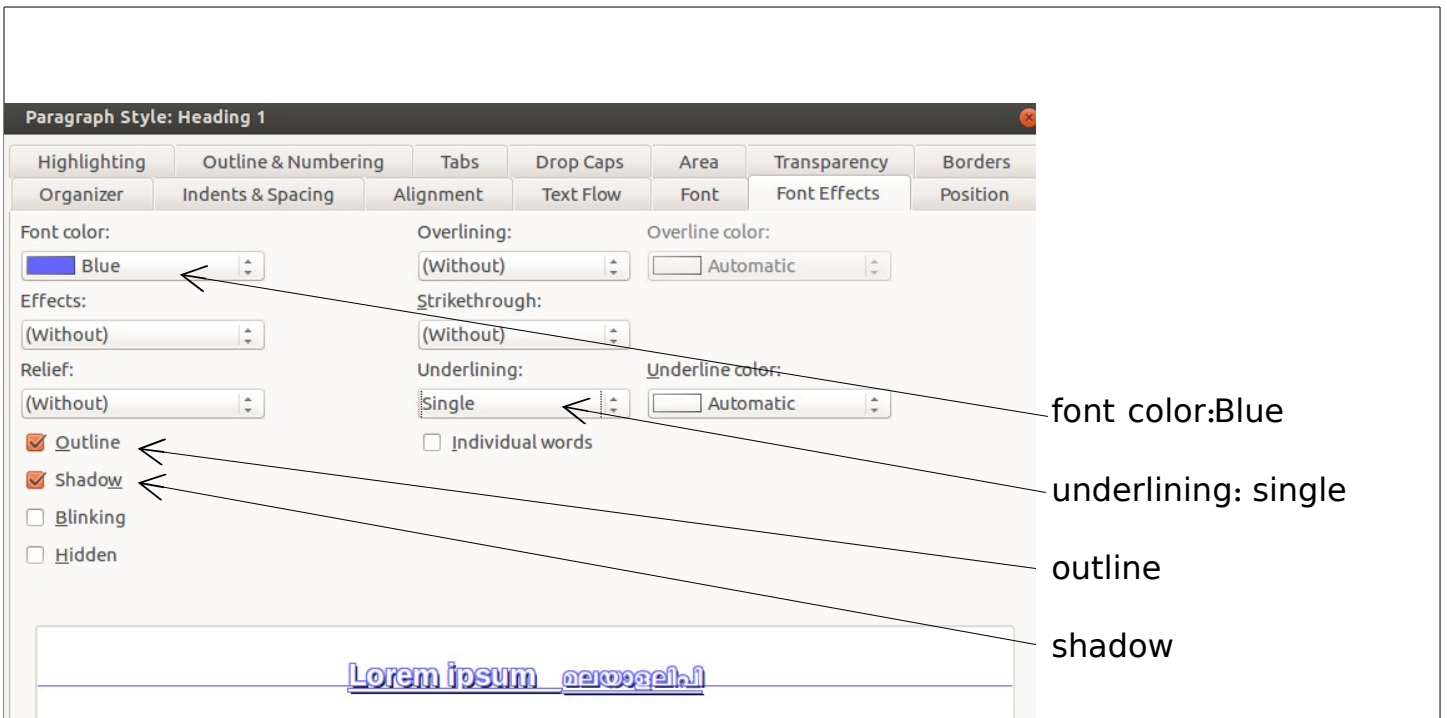 Paragraph Style: Heading 1
Highlighting Outline & Numbering Tabs Drop Caps Area Transparency Borders
Organizer Indents & Spacing Alignment Text Flow Font Font Effects Position
Font color: Overlining: Overline color:
Blue (Without) Automatic
Effects: Strikethrough:
(Without) (Without)
Relief: Underlining: Underline color:
(Without) Single Automatic
font color:Blue
Outline Individual words
Shadow
underlining: single
Blinking
Hidden
outline
shadow
Lorem ipsum മലയാളലിപി